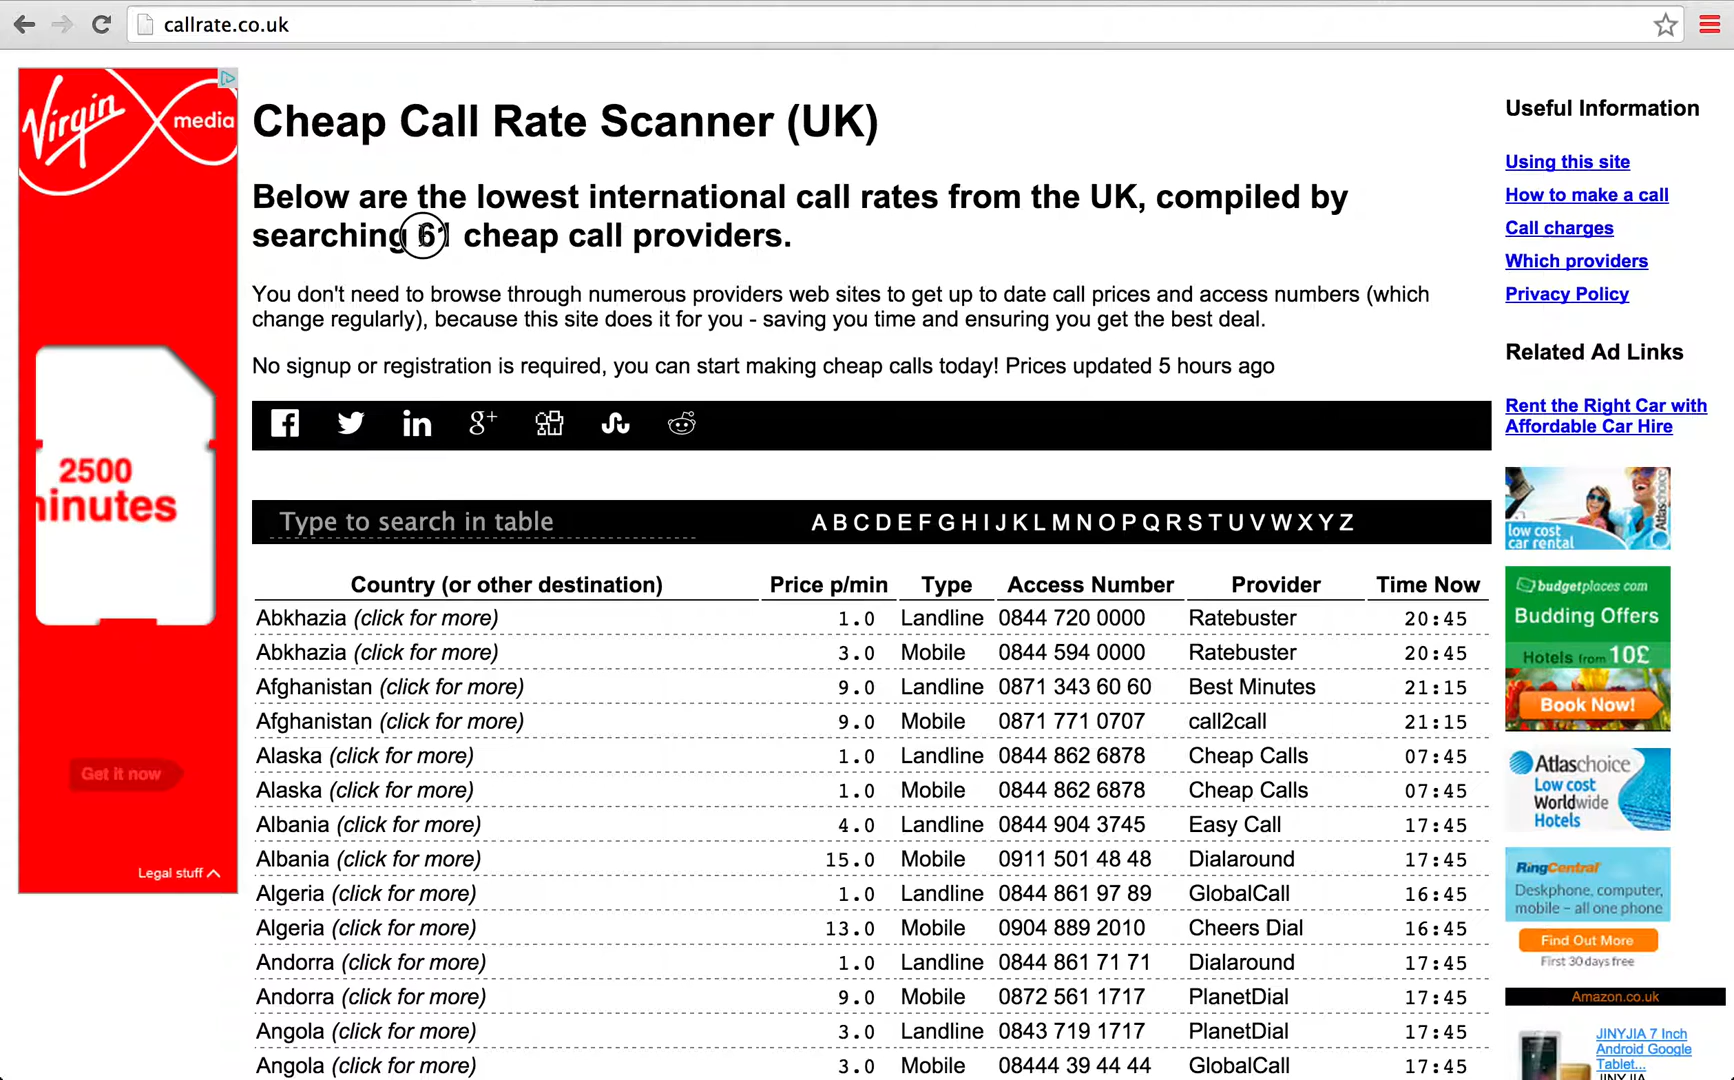 callrate.co.uk
Virgin media
2500
minutes
Get it now
Legal stuff
Cheap Call Rate Scanner (UK)
Below are the lowest international call rates from the UK, compiled by
searching 61 cheap call providers.
You don't need to browse through numerous providers web sites to get up to date call prices and access numbers (which
change regularly), because this site does it for you - saving you time and ensuring you get the best deal.
No signup or registration is required, you can start making cheap calls today! Prices updated 5 hours ago
Type to search in table A B C D E F G H I J K L M N O P Q R S T U V W X Y Z
Country (or other destination) Price p/min Type Access Number Provider Time Now
Abkhazia (click for more) 1.0 Landline 0844 720 0000 Ratebuster 20:45
Abkhazia (click for more) 3.0 Mobile 0844 594 0000 Ratebuster 20:45
Afghanistan (click for more) 9.0 Landline 0871 343 60 60 Best Minutes 21:15
Afghanistan (click for more) 9.0 Mobile 0871 771 0707 call2call 21:15
Alaska (click for more) 1.0 Landline 0844 862 6878 Cheap Calls 07:45
Alaska (click for more) 1.0 Mobile 0844 862 6878 Cheap Calls 07:45
Albania (click for more) 4.0 Landline 0844 904 3745 Easy Call 17:45
Albania (click for more) 15.0 Mobile 0911 501 48 48 Dialaround 17:45
Algeria (click for more) 1.0 Landline 0844 861 97 89 GlobalCall 16:45
Algeria (click for more) 13.0 Mobile 0904 889 2010 Cheers Dial 16:45
Andorra (click for more) 1.0 Landline 0844 861 71 71 Dialaround 17:45
Andorra (click for more) 9.0 Mobile 0872 561 1717 PlanetDial 17:45
Angola (click for more) 3.0 Landline 0843 719 1717 PlanetDial 17:45
Angola (click for more) 3.0 Mobile 08444 39 44 44 GlobalCall 17:45
Useful Information
Using this site
How to make a call
Call charges
Which providers
Privacy Policy
Related Ad Links
Rent the Right Car with
Affordable Car Hire
Atlaschoice
low cost
car rental
budgetplaces.com
Budding Offers
Hotels from 10£
Book Now!
Atlaschoice
Low cost
Worldwide
Hotels
RingCentral
Deskphone, computer,
mobile – all one phone
Find Out More
First 30 days free
Amazon.co.uk
JINYJIA 7 Inch
Android Google
Tablet...
JINYJIA